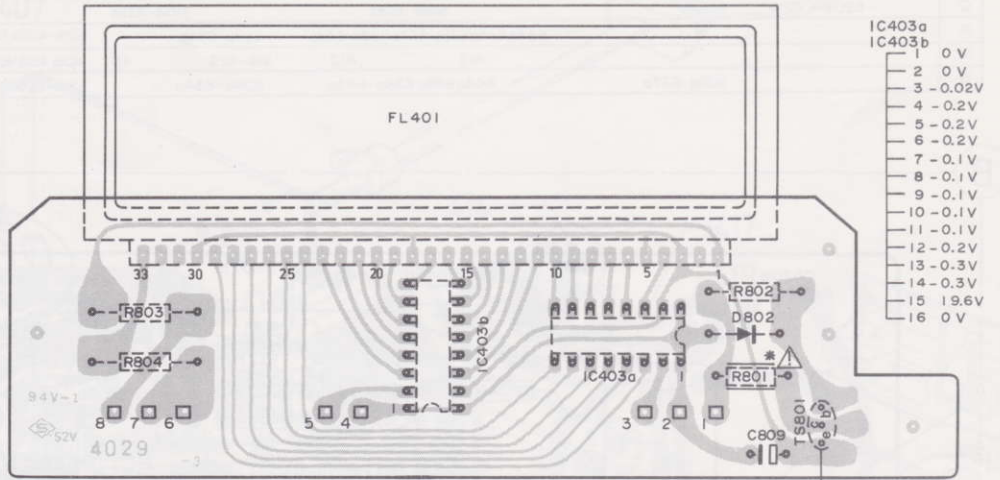 IC403a
IC403b
1 0 V
2 0 V
3 -0.02V
4 -0.2V
5 -0.2V
6 -0.2V
7 -0.1V
8 -0.1V
9 -0.1V
10 -0.1V
11 -0.1V
12 -0.2V
13 -0.3V
14 -0.3V
15 19.6V
16 0 V
FL401
33 30 25 20 15 10 5 1
R803
R804
IC403b
1
IC403a
1
R802
D802
* ⚠
R801
94V-1
S 52V
4029
-3
8 7 6
5 4
3 2 1
C809
TS801
b
c
e